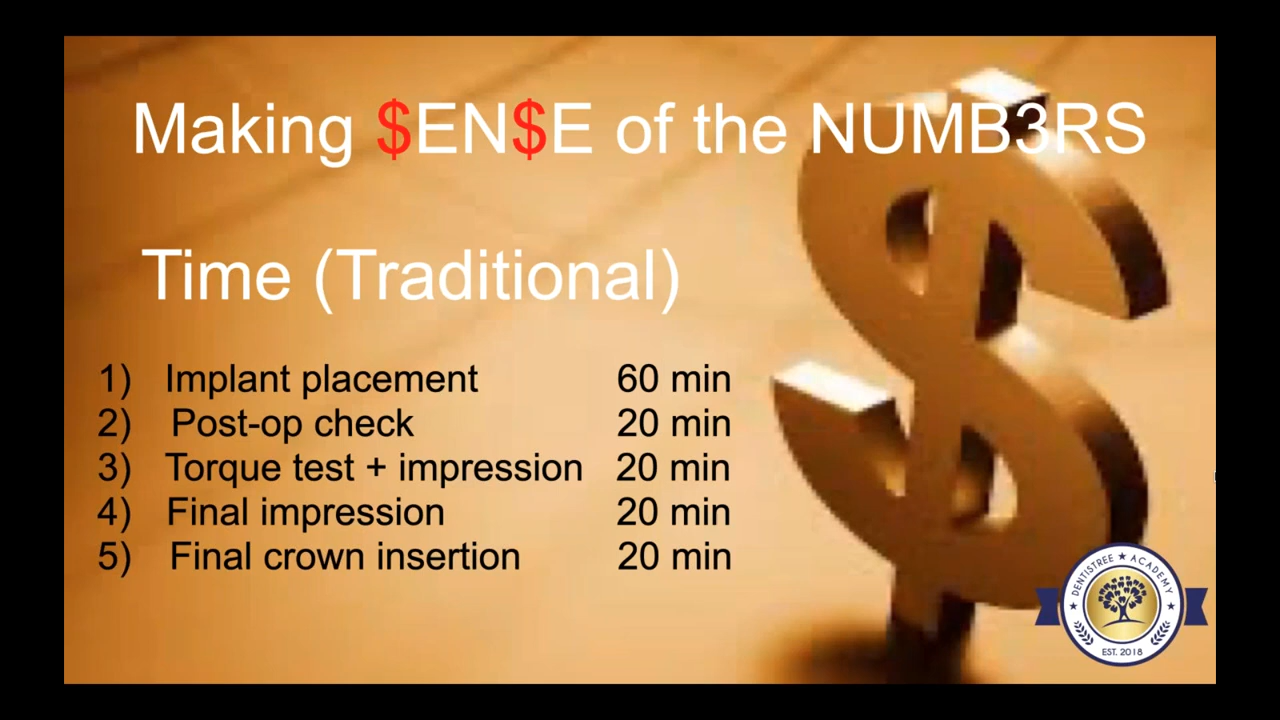 Making $EN$E of the NUMB3RS
Time (Traditional)
1) Implant placement 60 min
2) Post-op check 20 min
3) Torque test + impression 20 min
4) Final impression 20 min
5) Final crown insertion 20 min
DENTISTREE ★ ACADEMY
EST. 2018